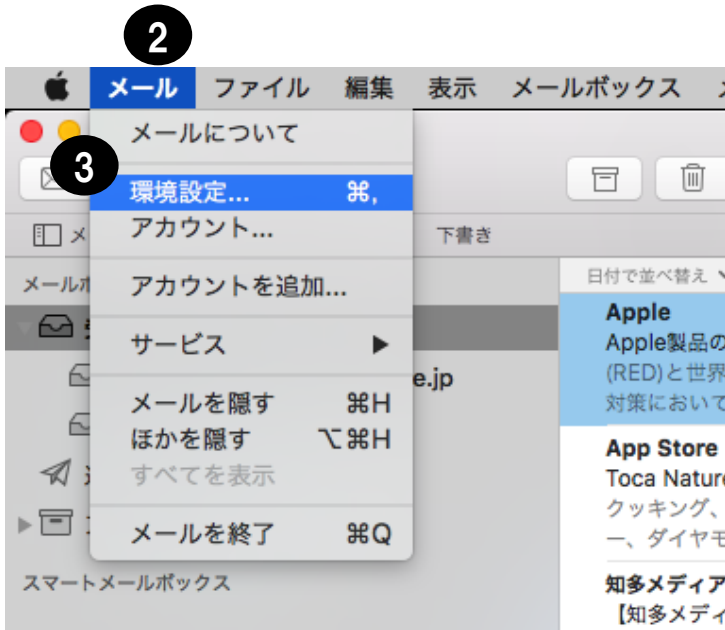 2
メール ファイル 編集 表示 メールボックス
メールについて
3
環境設定... ⌘,
アカウント...
下書き
アカウントを追加...
サービス ▶
メールを隠す ⌘H
ほかを隠す ⌥⌘H
すべてを表示
メールを終了 ⌘Q
スマートメールボックス
e.jp
日付で並べ替え
Apple
Apple製品の
(RED)と世界
対策において
App Store
Toca Nature
クッキング、
ー、ダイヤモ
知多メディア
【知多メディ